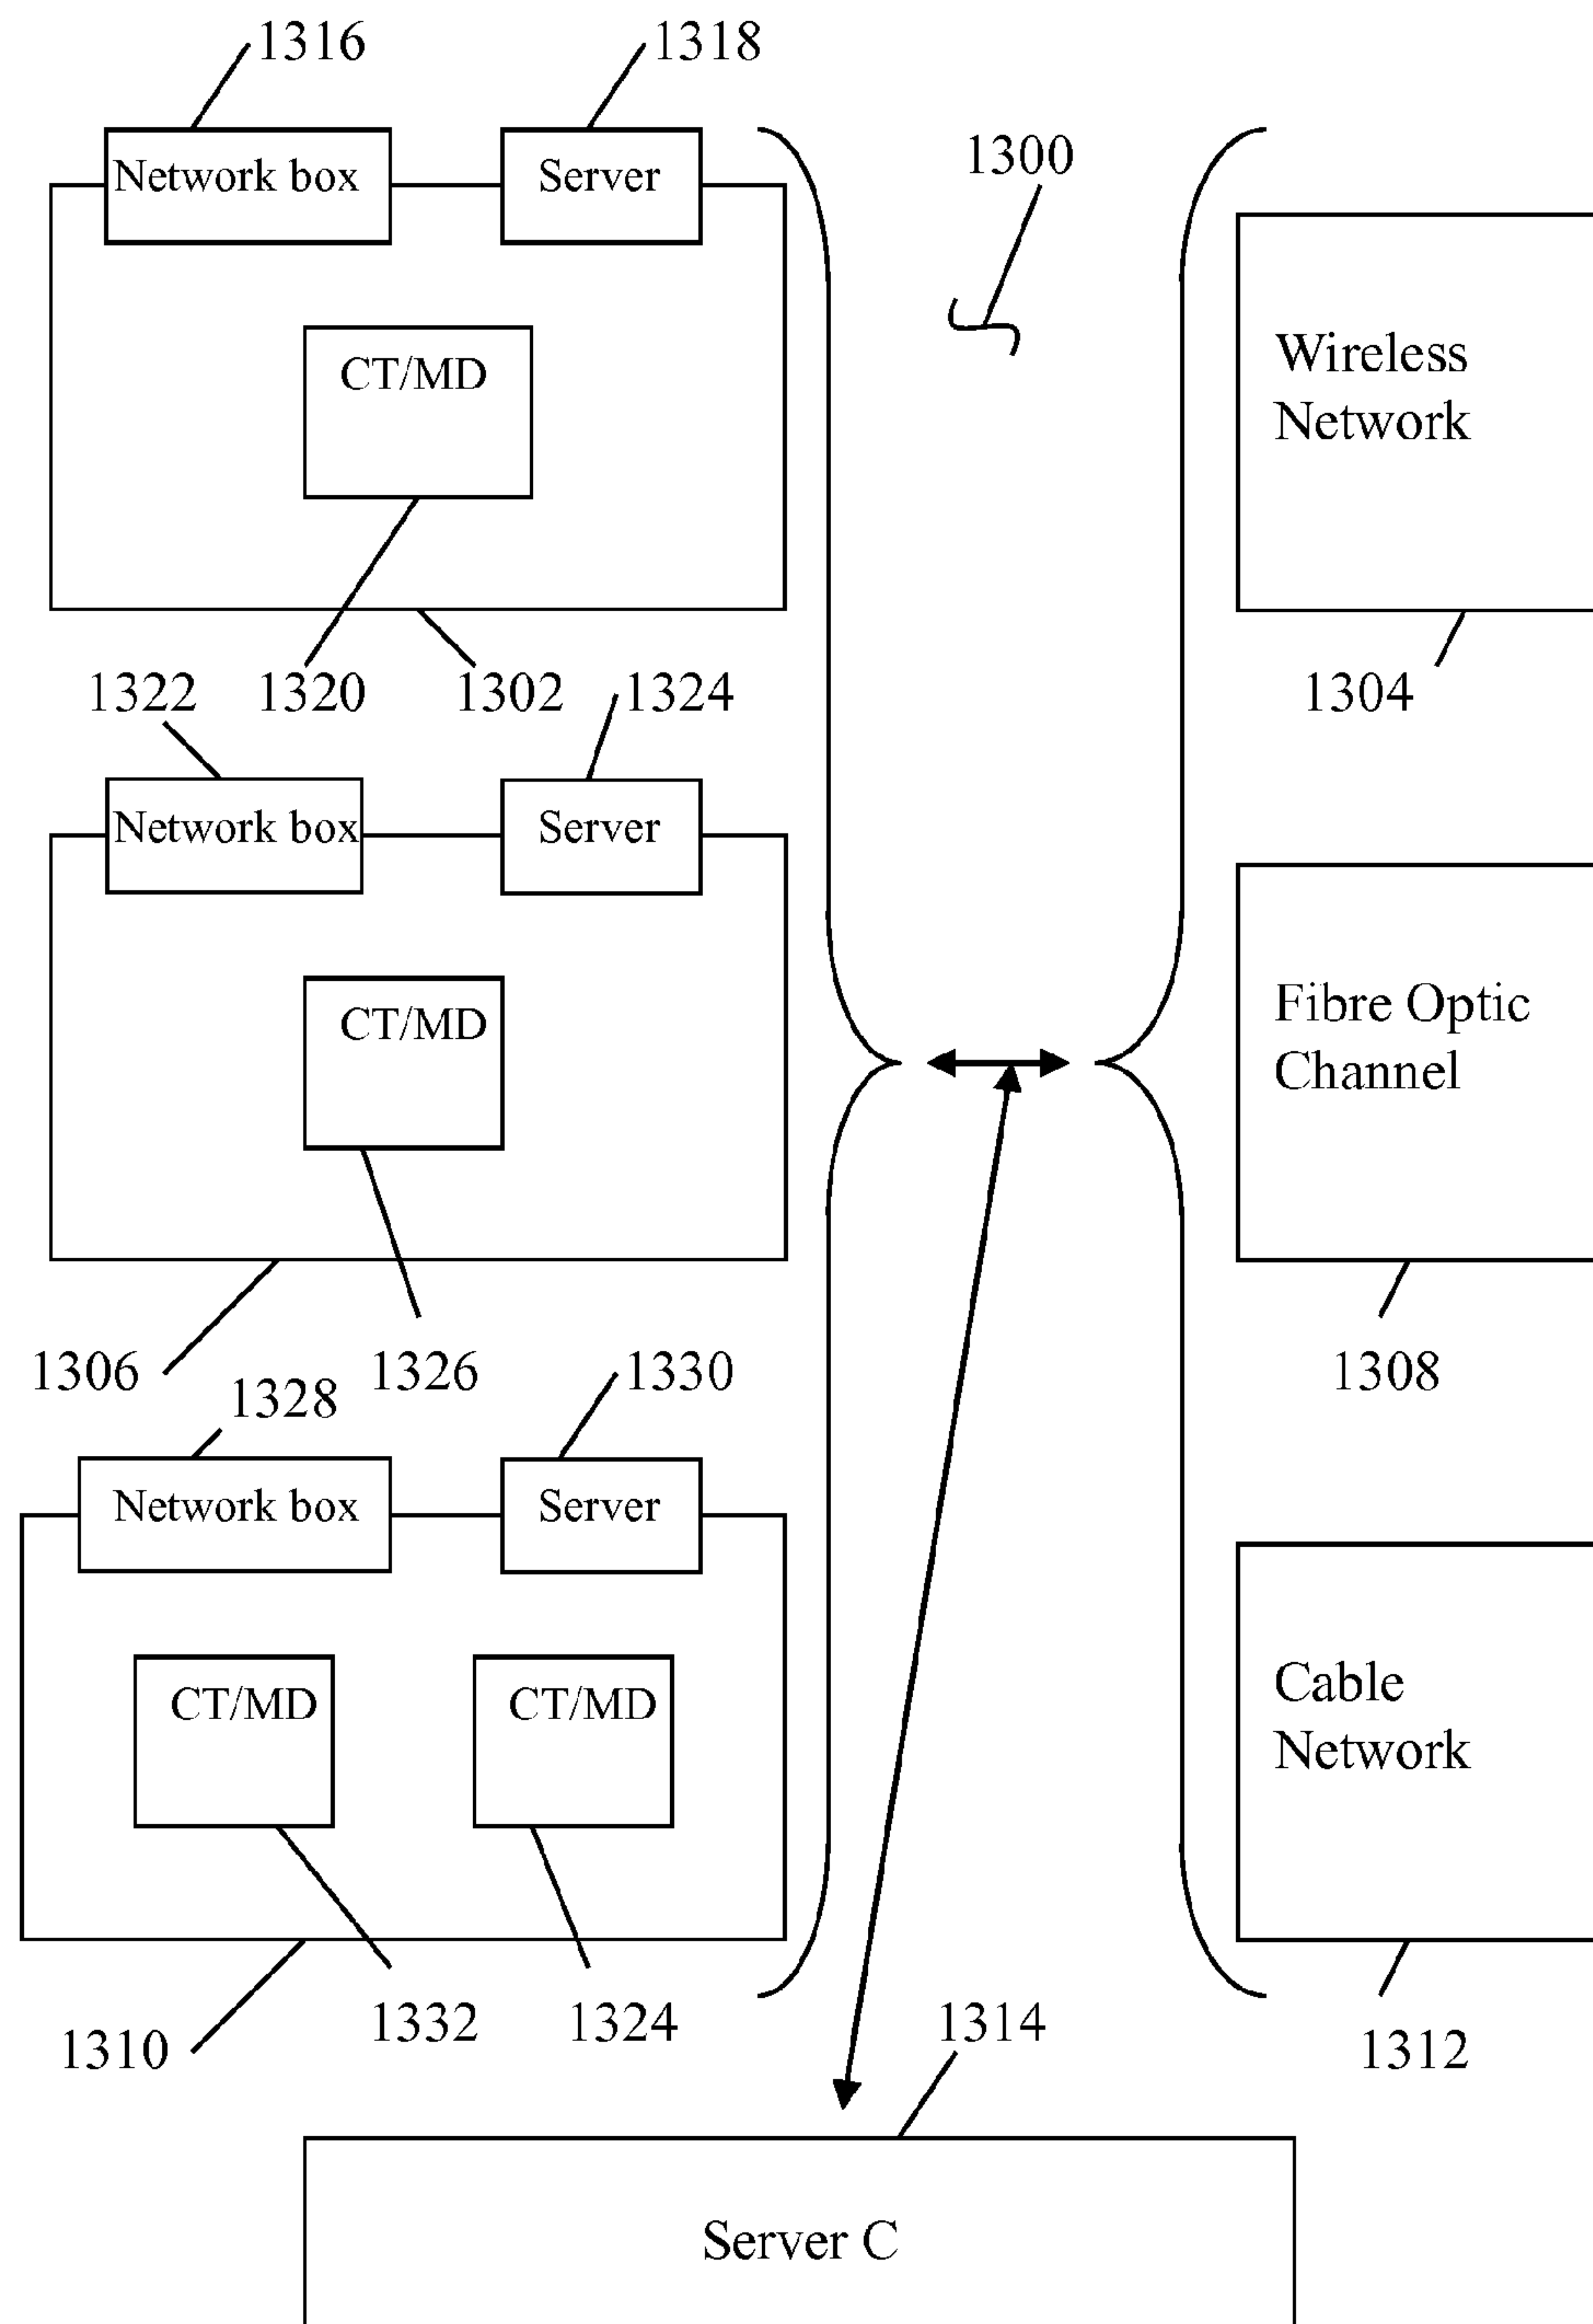 1316
1318
1300
Network box
Server
CT/MD
Wireless
Network
1322
1320
1302
1324
1304
Network box
Server
CT/MD
Fibre Optic
Channel
1306
1326
1330
1308
1328
Network box
Server
CT/MD
CT/MD
Cable
Network
1332
1324
1314
1310
1312
Server C